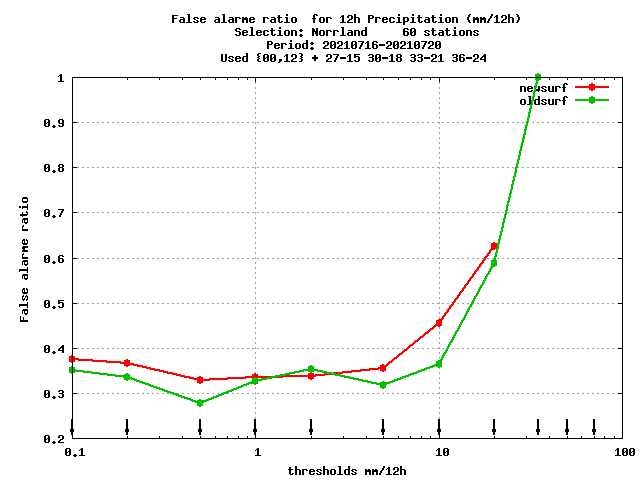 False alarme ratio  for 12h Precipitation (mm/12h)
Selection: Norrland     60 stations
Period: 20210716-20210720
Used {00,12} + 27-15 30-18 33-21 36-24
newsurf
oldsurf
False alarme ratio
1
0.9
0.8
0.7
0.6
0.5
0.4
0.3
0.2
0.1 1 10 100
thresholds mm/12h